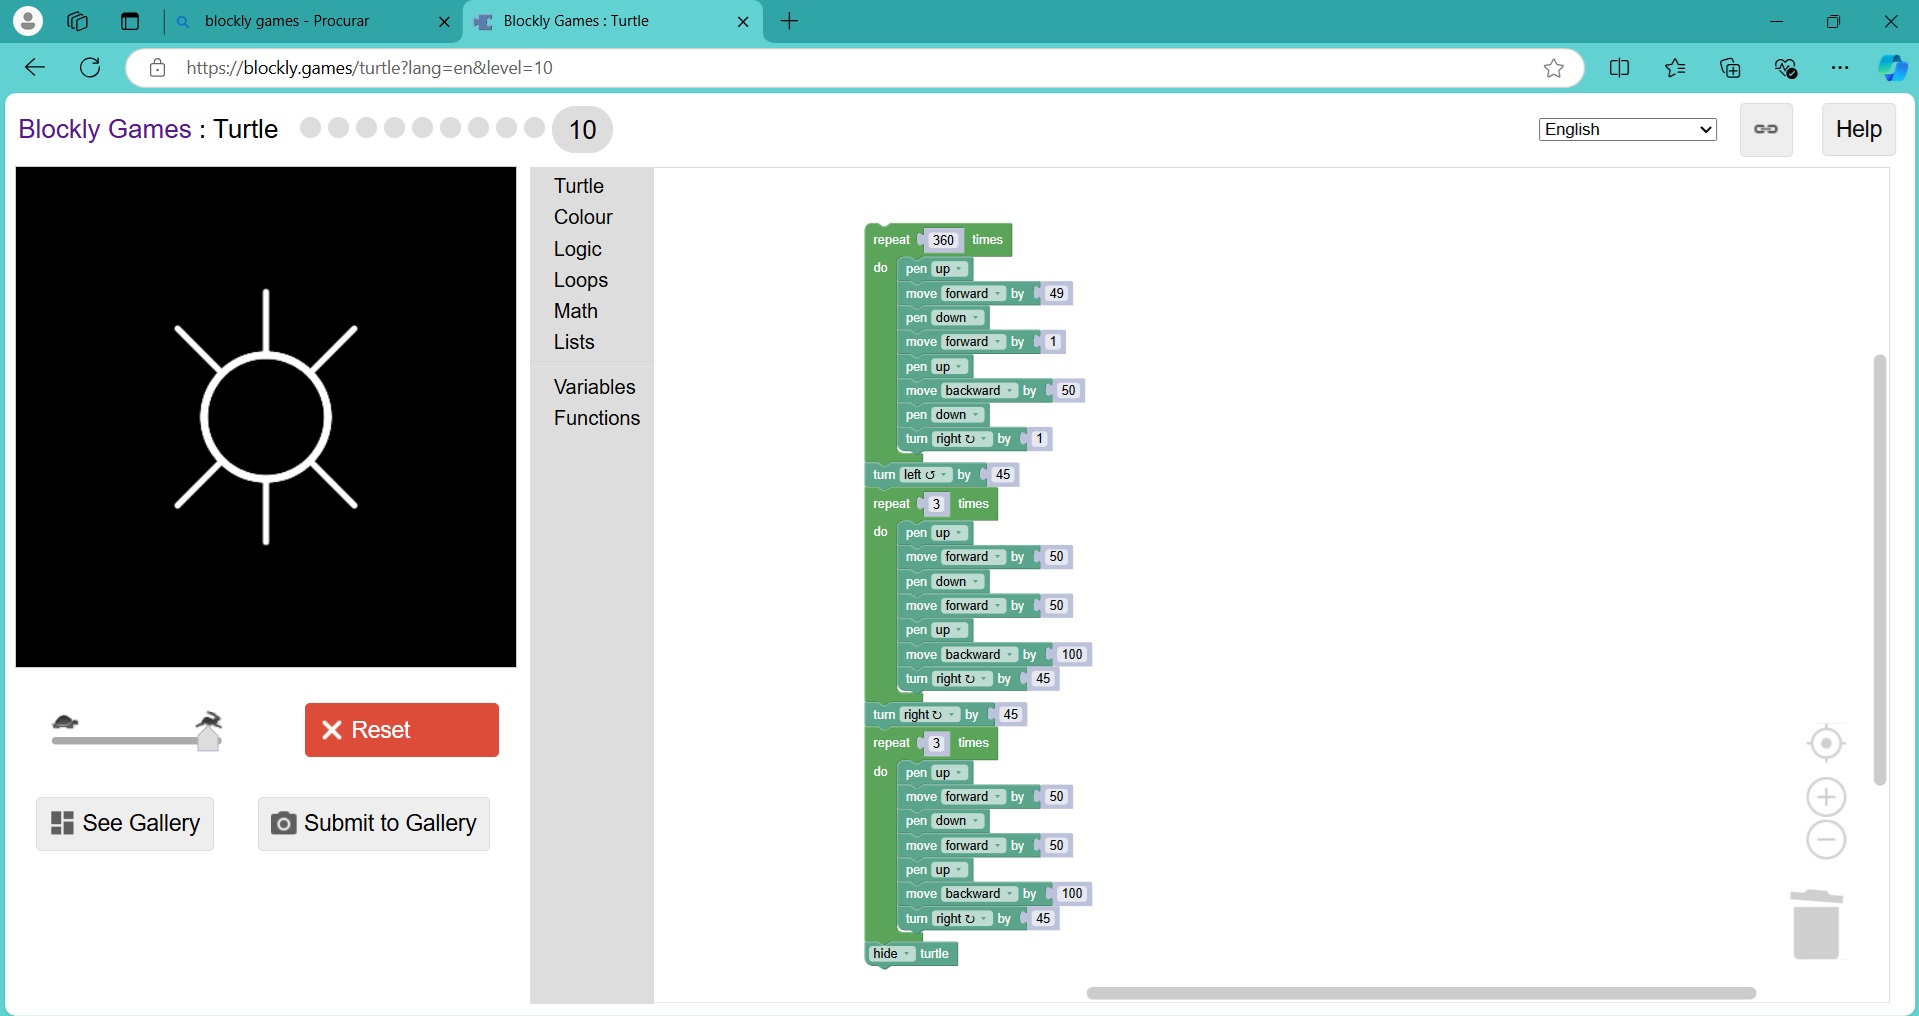 blockly games - Procurar
Blockly Games : Turtle
https://blockly.games/turtle?lang=en&level=10
Blockly Games : Turtle
10
English
Help
Turtle
Colour
Logic
Loops
Math
Lists
Variables
Functions
repeat 360 times
do pen up
move forward by 49
pen down
move forward by 1
pen up
move backward by 50
pen down
turn right ↻ by 1
turn left ↺ by 45
repeat 3 times
do pen up
move forward by 50
pen down
move forward by 50
pen up
move backward by 100
turn right ↻ by 45
turn right ↻ by 45
repeat 3 times
do pen up
move forward by 50
pen down
move forward by 50
pen up
move backward by 100
turn right ↻ by 45
hide turtle
Reset
See Gallery
Submit to Gallery